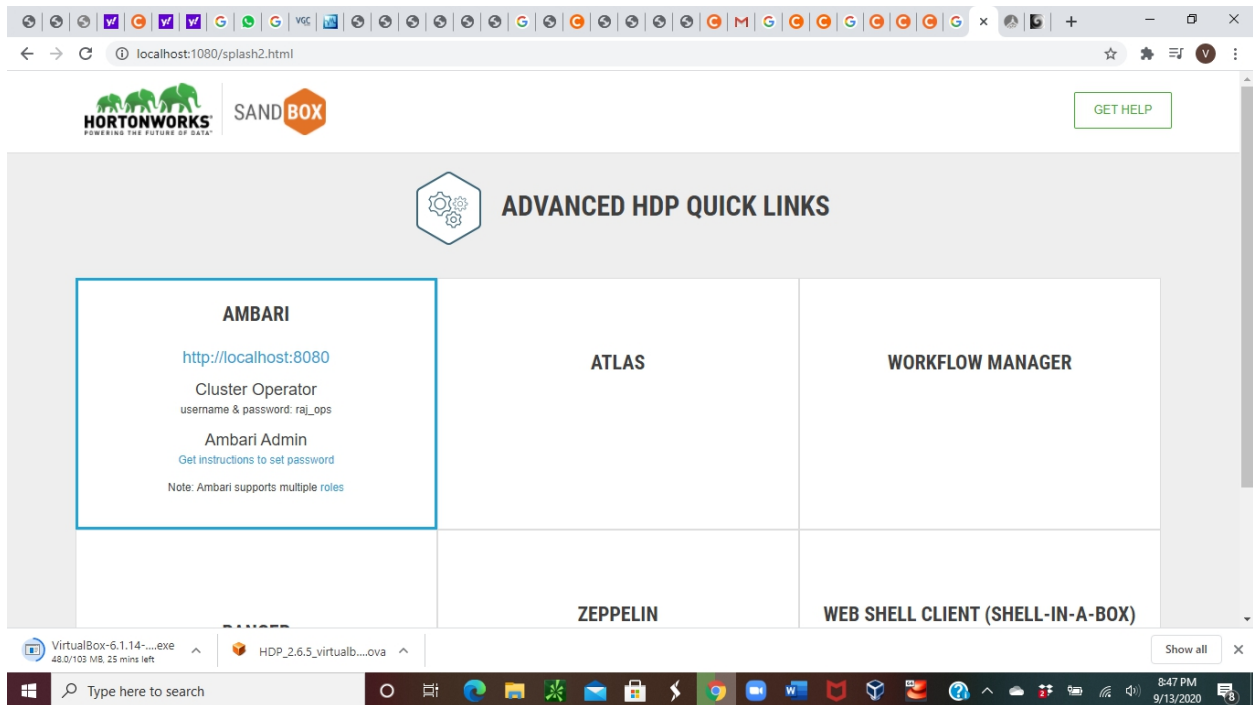 VGC
localhost:1080/splash2.html
V
HORTONWORKS
POWERING THE FUTURE OF DATA
SANDBOX
GET HELP
ADVANCED HDP QUICK LINKS
AMBARI
http://localhost:8080
Cluster Operator
username & password: raj_ops
Ambari Admin
Get instructions to set password
Note: Ambari supports multiple roles
ATLAS
WORKFLOW MANAGER
ZEPPELIN
WEB SHELL CLIENT (SHELL-IN-A-BOX)
VirtualBox-6.1.14-....exe
48.0/103 MB, 25 mins left
HDP_2.6.5_virtualb....ova
Show all
Type here to search
8:47 PM
9/13/2020
8